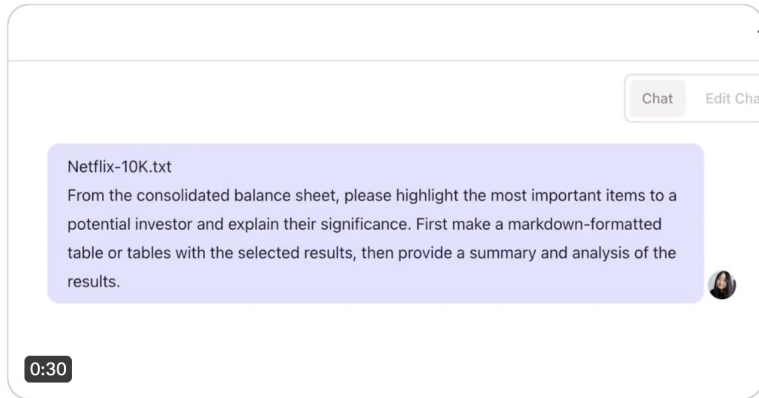 Chat
Edit Cha
Netflix-10K.txt
From the consolidated balance sheet, please highlight the most important items to a
potential investor and explain their significance. First make a markdown-formatted
table or tables with the selected results, then provide a summary and analysis of the
results.
0:30